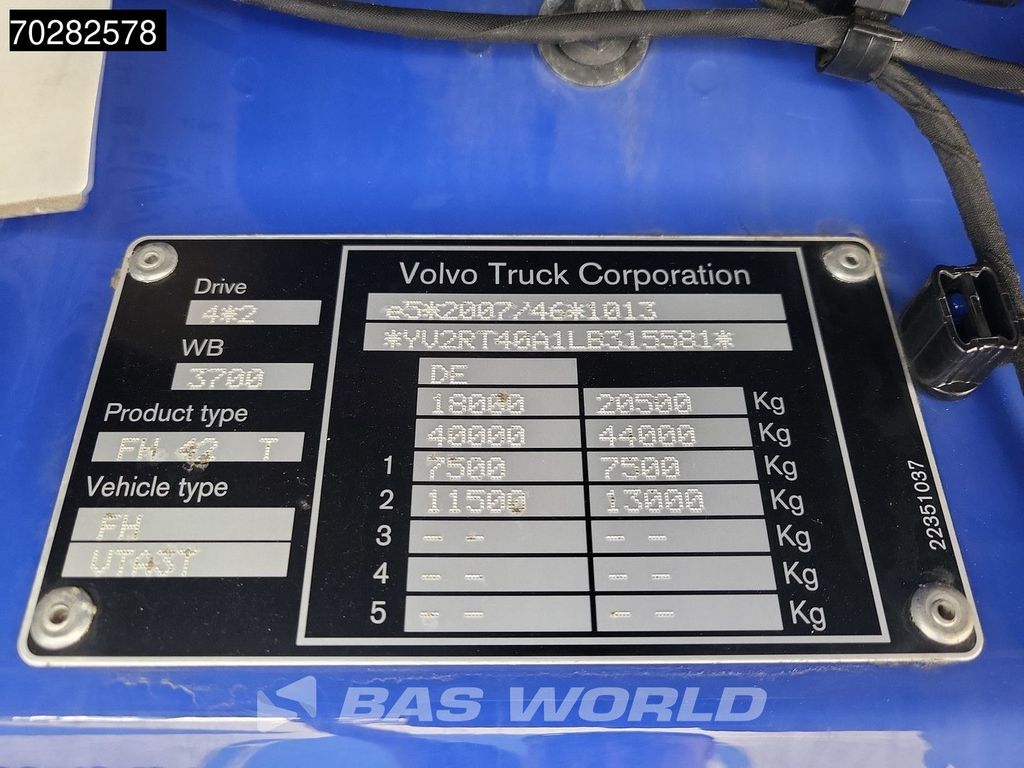 70282578
Volvo Truck Corporation
Drive
4*2
e5*2007/46*1013
*YV2RT40A1LB315581*
WB
3700
DE
18000 20500 Kg
Product type
FH 42 T
40000 44000 Kg
1 7500 7500 Kg
Vehicle type
FH
VTA3T
2 11500 13000 Kg
3 -- -- Kg
4 -- -- Kg
5 -- -- Kg
22351037
BAS WORLD